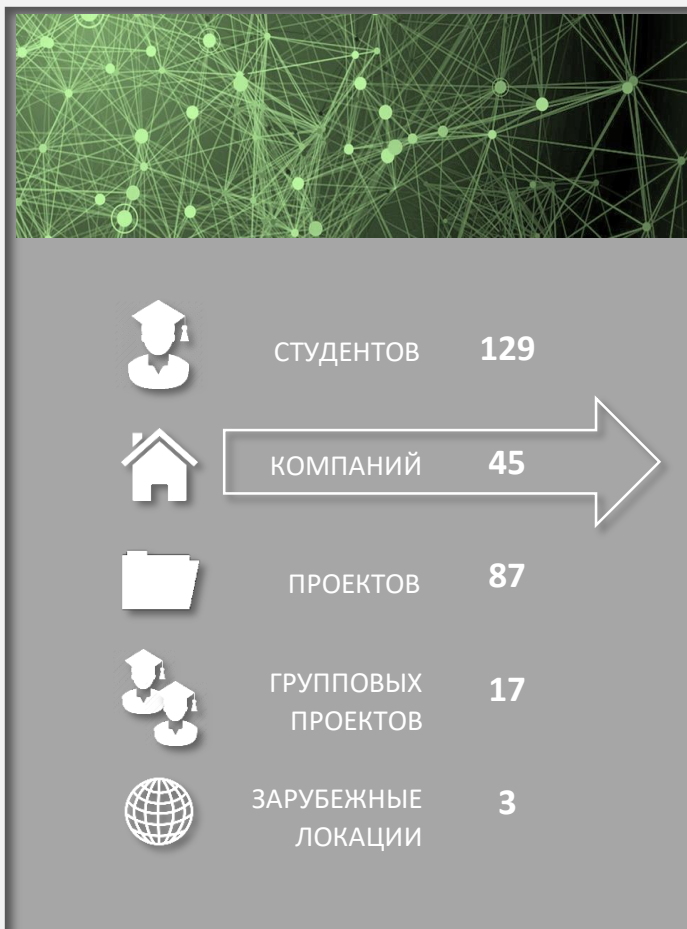 СТУДЕНТОВ 129
КОМПАНИЙ 45
ПРОЕКТОВ 87
ГРУППОВЫХ 17
ПРОЕКТОВ
ЗАРУБЕЖНЫЕ 3
ЛОКАЦИИ